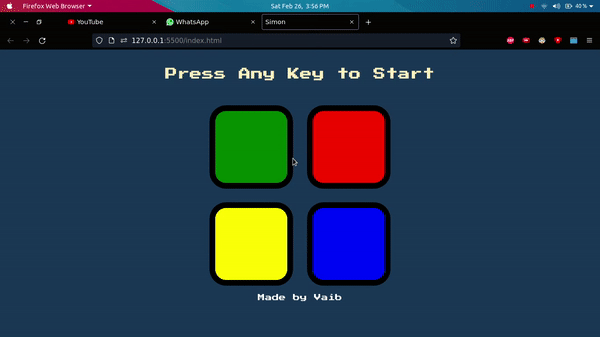 Firefox Web Browser
Sat Feb 26, 3:56 PM
40%
YouTube
WhatsApp
Simon
127.0.0.1:5500/index.html
Press Any Key to Start
Made by Vaib